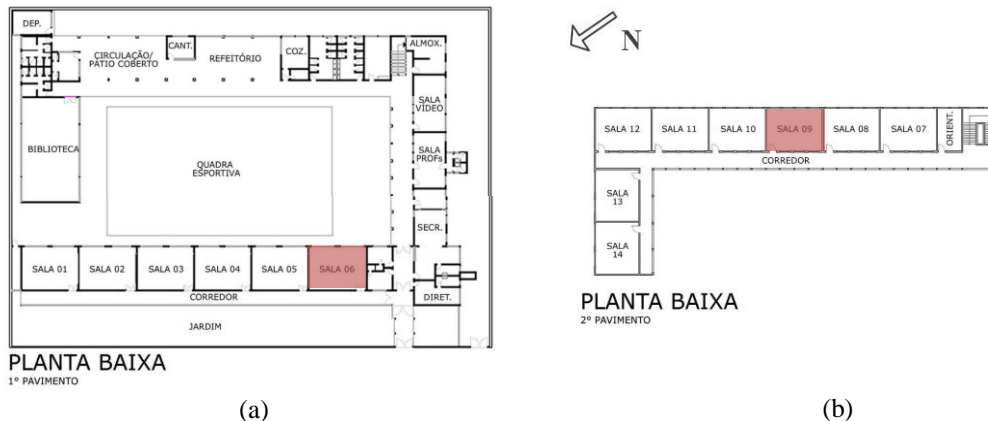 DEP.
CIRCULAÇÃO/
PÁTIO COBERTO
CANT.
REFEITÓRIO
COZ.
ALMOX.
SALA
VÍDEO
SALA
PROFs
BIBLIOTECA
QUADRA
ESPORTIVA
SECR.
SALA 01
SALA 02
SALA 03
SALA 04
SALA 05
SALA 06
CORREDOR
DIRET.
JARDIM
PLANTA BAIXA
1º PAVIMENTO
(a)
N
SALA 12
SALA 11
SALA 10
SALA 09
SALA 08
SALA 07
ORIENT.
CORREDOR
SALA
13
SALA
14
PLANTA BAIXA
2º PAVIMENTO
(b)